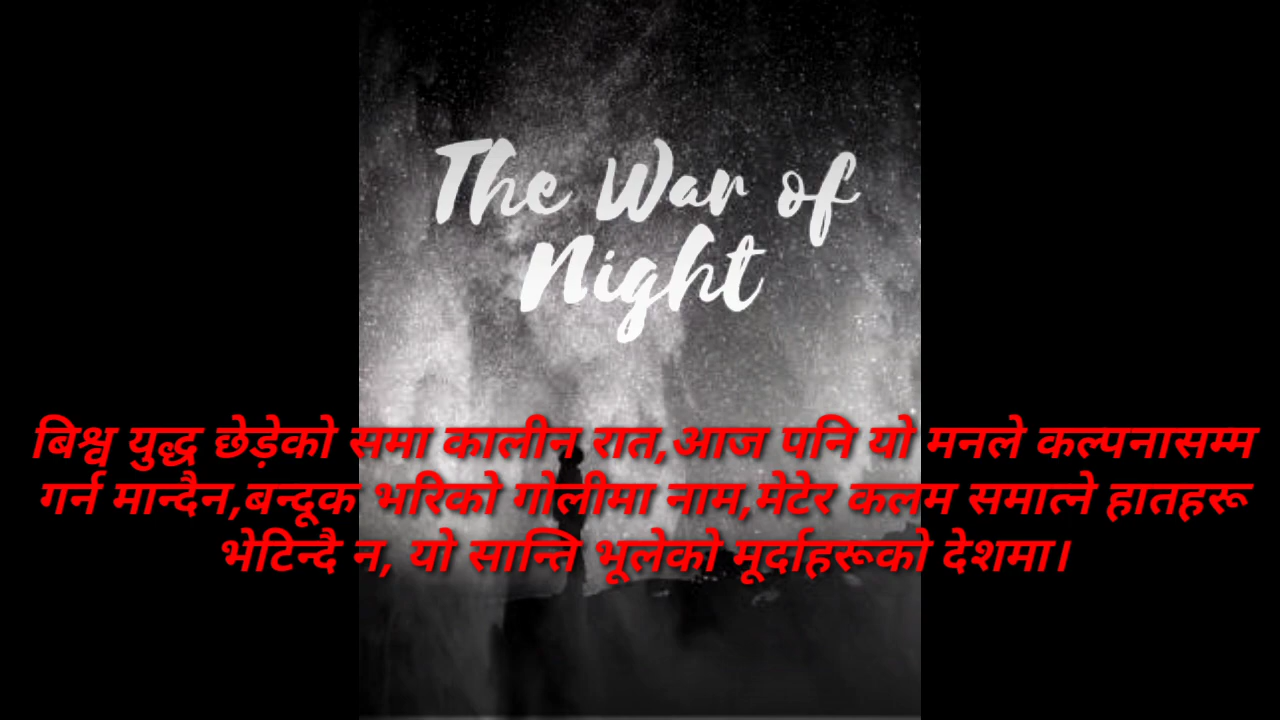 The War of
Night
बिश्व युद्ध छेड़ेको समा कालीन रात,आज पनि यो मनले कल्पनासम्म
गर्न मान्दैन,बन्दूक भरिको गोलीमा नाम,मेटेर कलम समात्ने हातहरू
भेटिन्दै न, यो सान्ति भूलेको मूर्दाहरूको देशमा।